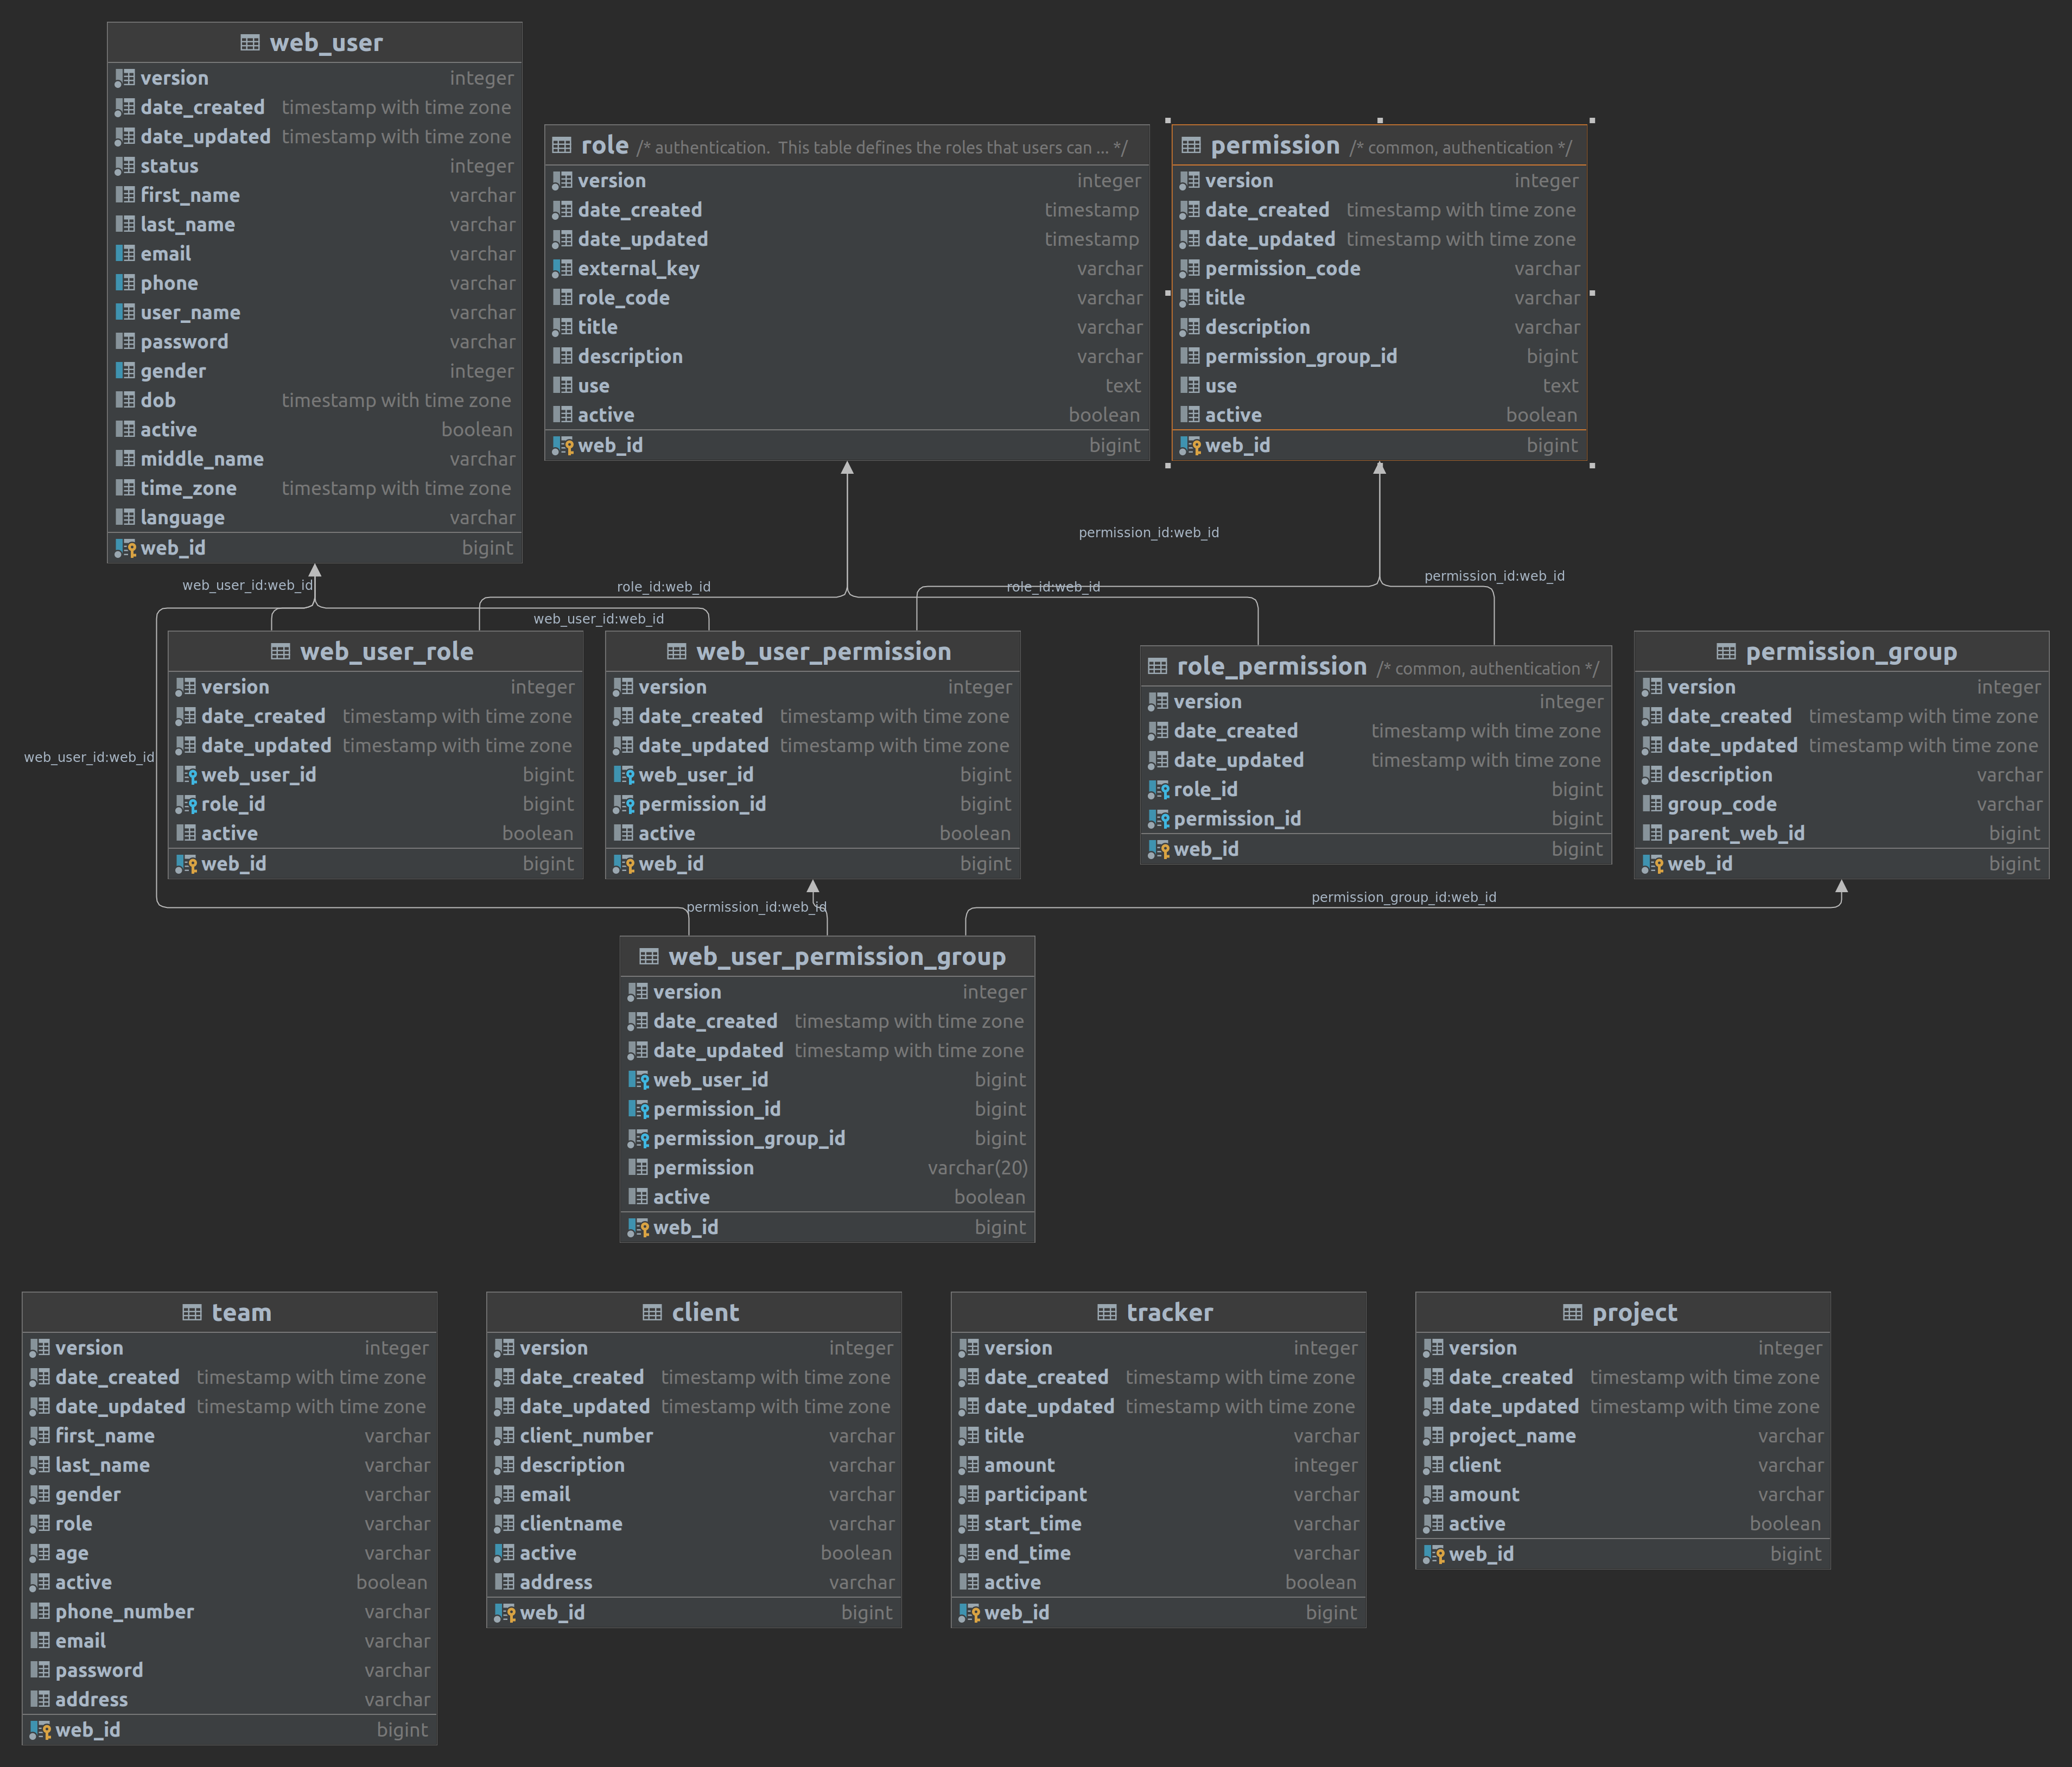 web_user
version integer
date_created timestamp with time zone
date_updated timestamp with time zone
status integer
first_name varchar
last_name varchar
email varchar
phone varchar
user_name varchar
password varchar
gender integer
dob timestamp with time zone
active boolean
middle_name varchar
time_zone timestamp with time zone
language varchar
web_id bigint
role /* authentication. This table defines the roles that users can ... */
version integer
date_created timestamp
date_updated timestamp
external_key varchar
role_code varchar
title varchar
description varchar
use text
active boolean
web_id bigint
permission /* common, authentication */
version integer
date_created timestamp with time zone
date_updated timestamp with time zone
permission_code varchar
title varchar
description varchar
permission_group_id bigint
use text
active boolean
web_id bigint
permission_id:web_id
web_user_id:web_id
role_id:web_id
role_id:web_id
permission_id:web_id
web_user_id:web_id
web_user_id:web_id
web_user_role
version integer
date_created timestamp with time zone
date_updated timestamp with time zone
web_user_id bigint
role_id bigint
active boolean
web_id bigint
web_user_permission
version integer
date_created timestamp with time zone
date_updated timestamp with time zone
web_user_id bigint
permission_id bigint
active boolean
web_id bigint
role_permission /* common, authentication */
version integer
date_created timestamp with time zone
date_updated timestamp with time zone
role_id bigint
permission_id bigint
web_id bigint
permission_group
version integer
date_created timestamp with time zone
date_updated timestamp with time zone
description varchar
group_code varchar
parent_web_id bigint
web_id bigint
permission_id:web_id
permission_group_id:web_id
web_user_permission_group
version integer
date_created timestamp with time zone
date_updated timestamp with time zone
web_user_id bigint
permission_id bigint
permission_group_id bigint
permission varchar(20)
active boolean
web_id bigint
team
version integer
date_created timestamp with time zone
date_updated timestamp with time zone
first_name varchar
last_name varchar
gender varchar
role varchar
age varchar
active boolean
phone_number varchar
email varchar
password varchar
address varchar
web_id bigint
client
version integer
date_created timestamp with time zone
date_updated timestamp with time zone
client_number varchar
description varchar
email varchar
clientname varchar
active boolean
address varchar
web_id bigint
tracker
version integer
date_created timestamp with time zone
date_updated timestamp with time zone
title varchar
amount integer
participant varchar
start_time varchar
end_time varchar
active boolean
web_id bigint
project
version integer
date_created timestamp with time zone
date_updated timestamp with time zone
project_name varchar
client varchar
amount varchar
active boolean
web_id bigint